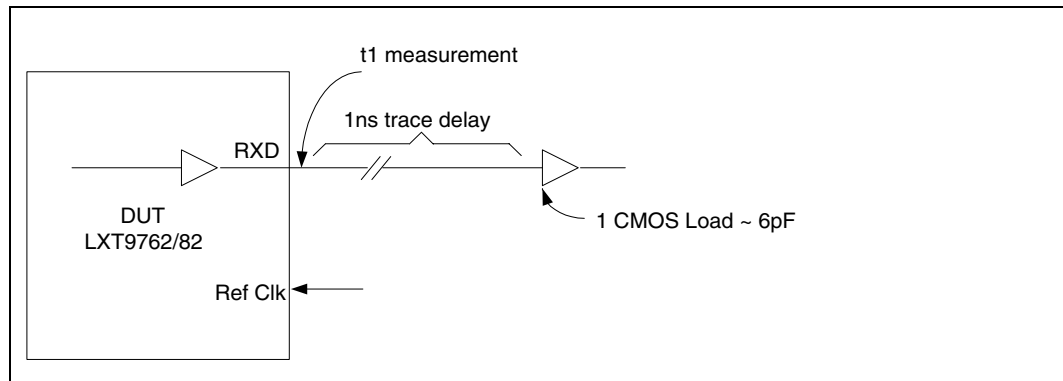 t1 measurement
1ns trace delay
RXD
DUT
LXT9762/82
1 CMOS Load ~ 6pF
Ref Clk